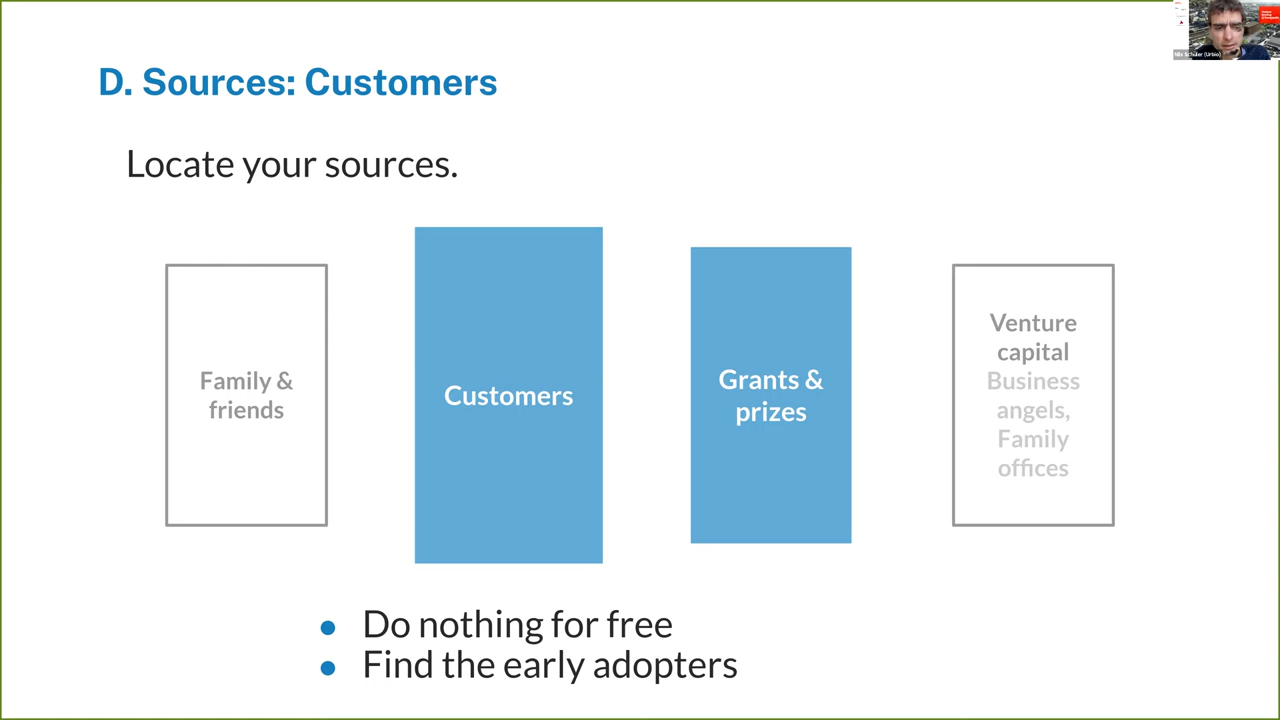 D. Sources: Customers
Locate your sources.
Family &
friends
Customers
Grants &
prizes
Venture
capital
Business
angels,
Family
offices
● Do nothing for free
● Find the early adopters